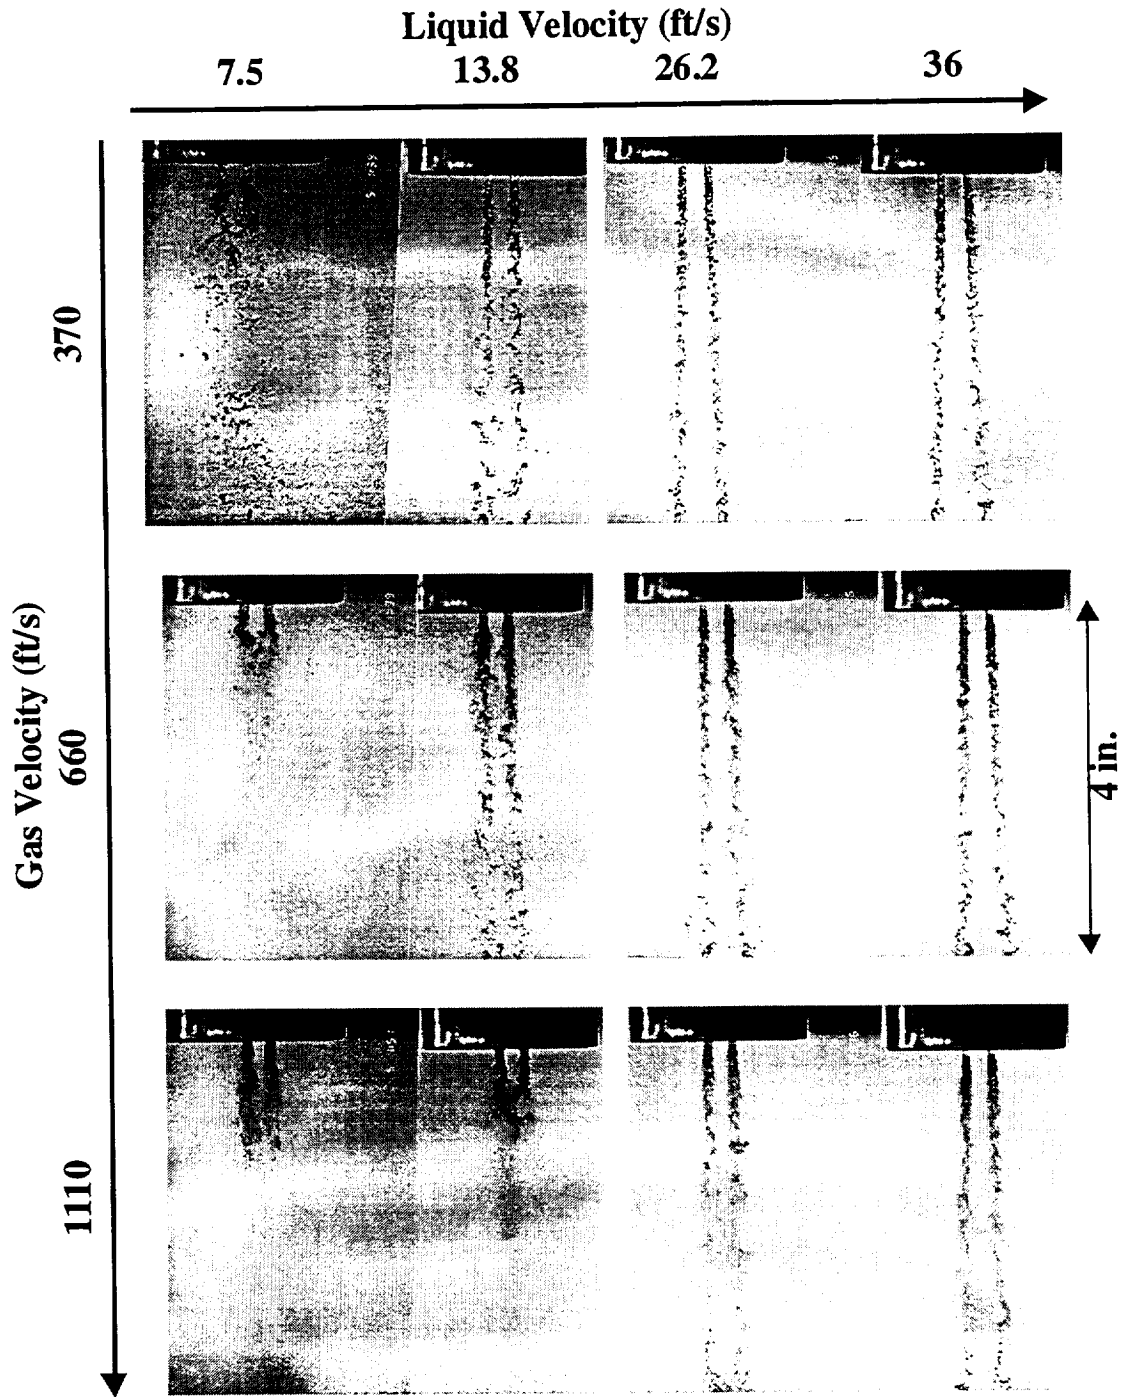 Liquid Velocity (ft/s)
7.5 13.8 26.2 36
Gas Velocity (ft/s)
370
660
1110
4 in.